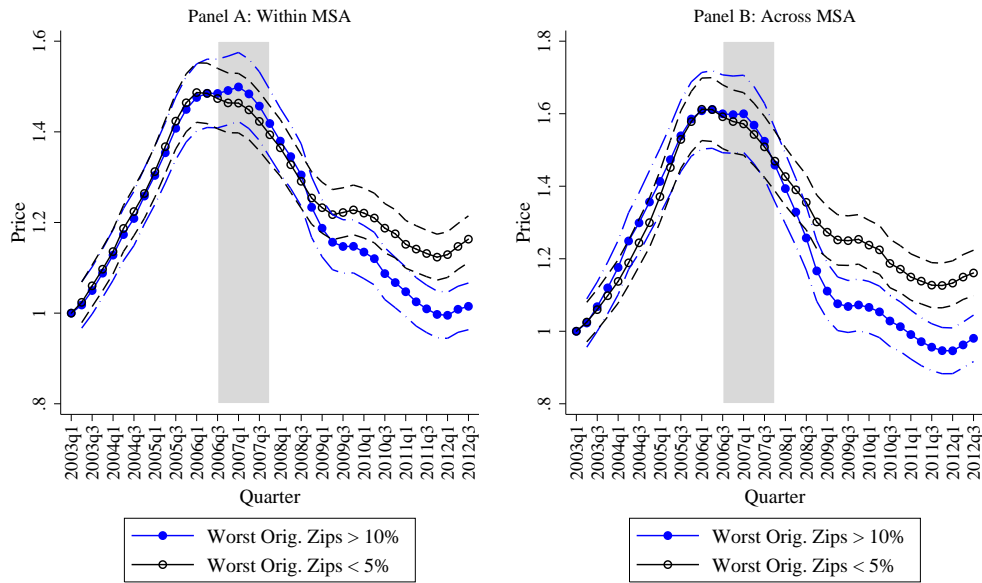 Panel A: Within MSA
Price
1.6
1.4
1.2
1
.8
2003q1
2003q3
2004q1
2004q3
2005q1
2005q3
2006q1
2006q3
2007q1
2007q3
2008q1
2008q3
2009q1
2009q3
2010q1
2010q3
2011q1
2011q3
2012q1
2012q3
Quarter
Worst Orig. Zips > 10%
Worst Orig. Zips < 5%
Panel B: Across MSA
Price
1.8
1.6
1.4
1.2
1
.8
2003q1
2003q3
2004q1
2004q3
2005q1
2005q3
2006q1
2006q3
2007q1
2007q3
2008q1
2008q3
2009q1
2009q3
2010q1
2010q3
2011q1
2011q3
2012q1
2012q3
Quarter
Worst Orig. Zips > 10%
Worst Orig. Zips < 5%